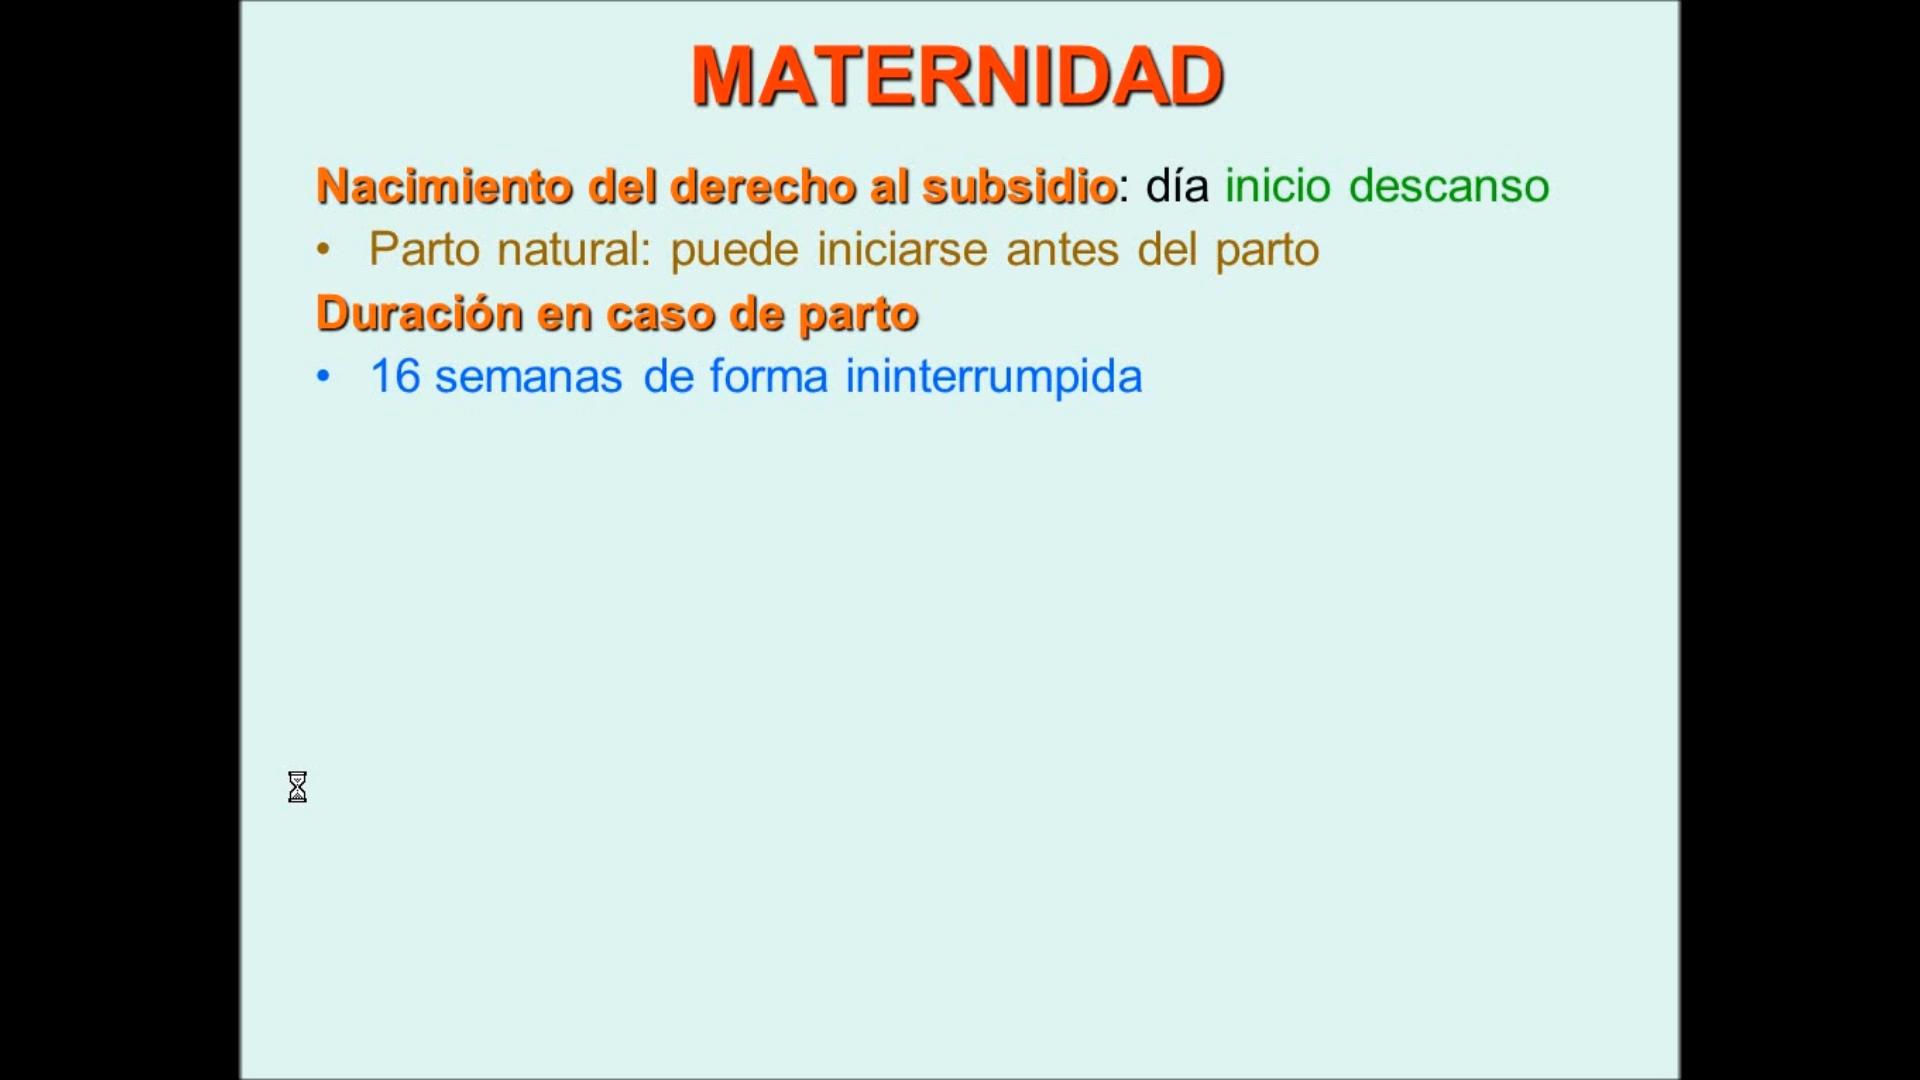 MATERNIDAD
Nacimiento del derecho al subsidio: día inicio descanso
• Parto natural: puede iniciarse antes del parto
Duración en caso de parto
• 16 semanas de forma ininterrumpida